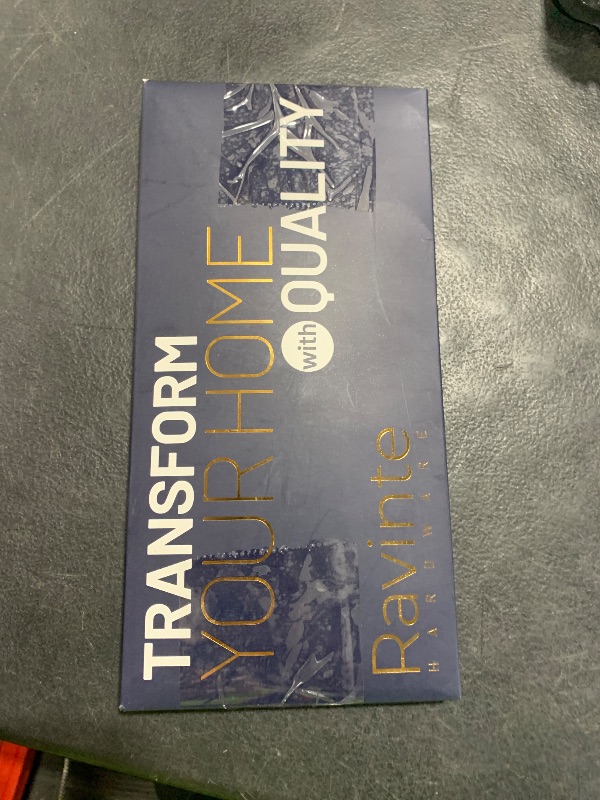 TRANSFORM
YOUR HOME
with QUALITY
Ravinte
HARDWARE